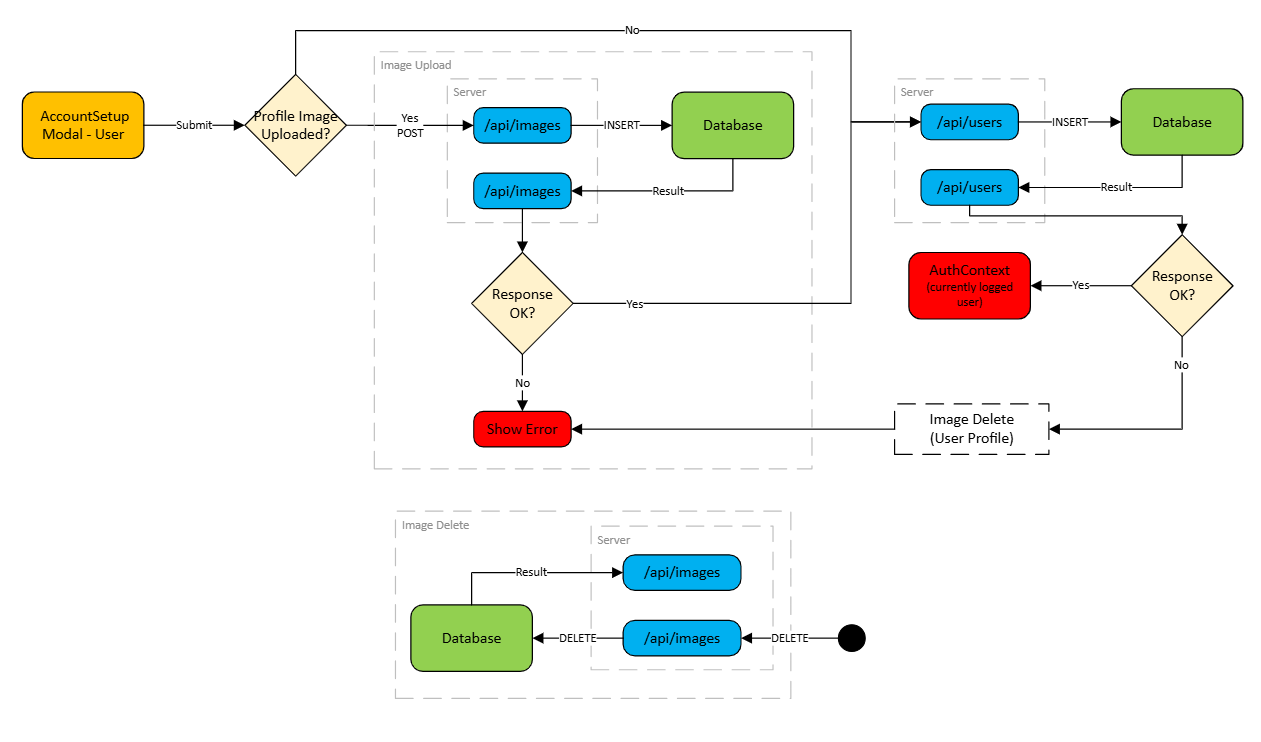 No
Image Upload
Server
Server
AccountSetup
Modal - User
Submit
Profile Image
Uploaded?
Yes
POST
/api/images
INSERT
Database
/api/users
INSERT
Database
/api/images
Result
/api/users
Result
Response
OK?
Yes
AuthContext
(currently logged
user)
Yes
Response
OK?
No
No
Show Error
Image Delete
(User Profile)
Image Delete
Server
Result
/api/images
Database
DELETE
/api/images
DELETE